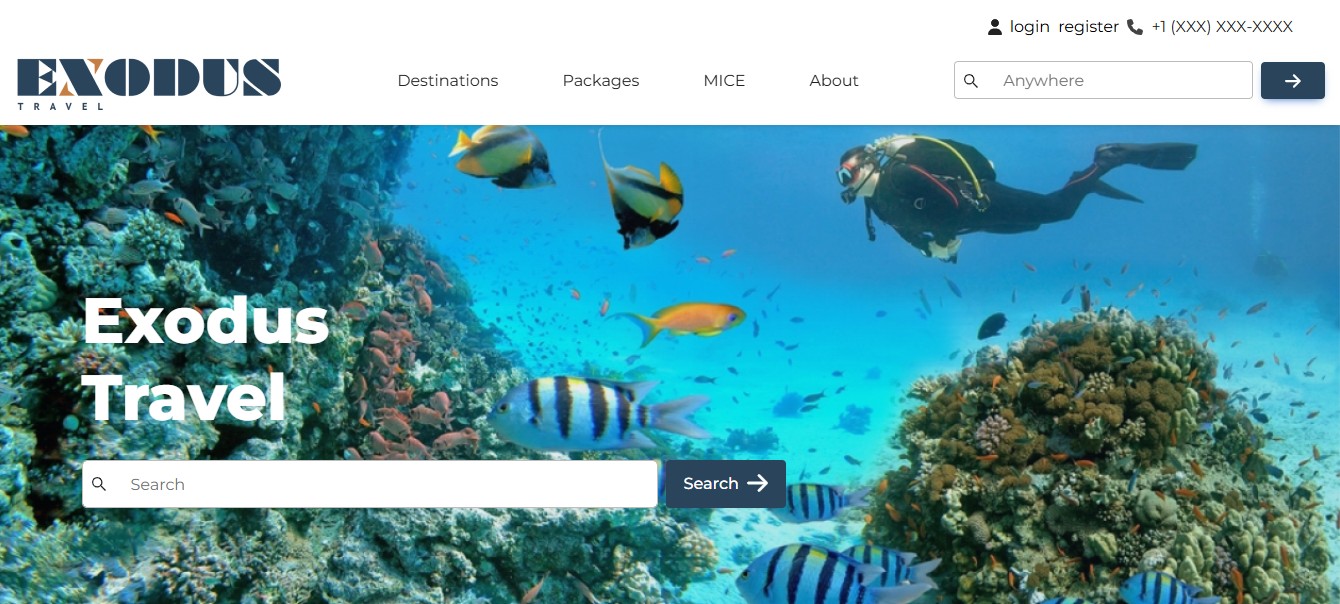 login register +1 (XXX) XXX-XXXX
EXODUS
TRAVEL
Destinations Packages MICE About Anywhere
Exodus
Travel
Search Search